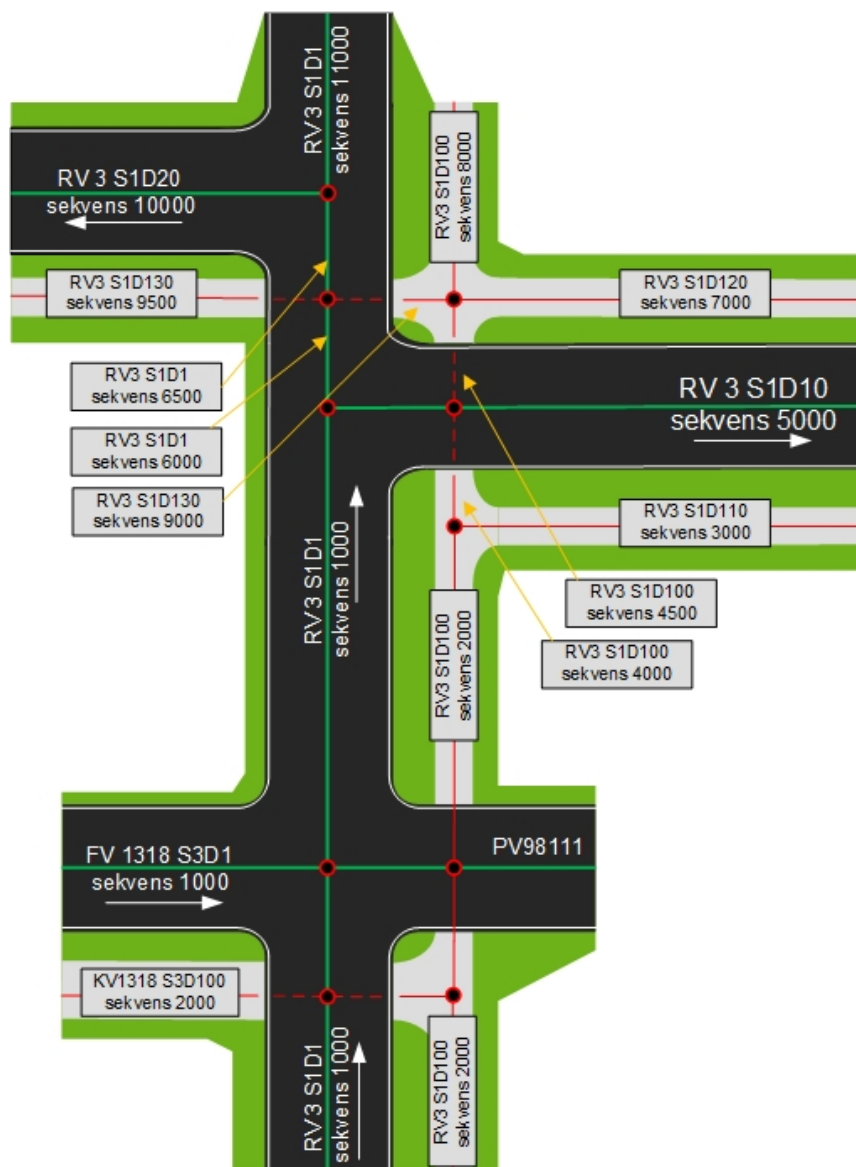 RV3 S1D1
sekvens 11000
RV3 S1D100
sekvens 8000
RV 3 S1D20
sekvens 10000
RV3 S1D130
sekvens 9500
RV3 S1D120
sekvens 7000
RV3 S1D1
sekvens 6500
RV3 S1D1
sekvens 6000
RV3 S1D130
sekvens 9000
RV 3 S1D10
sekvens 5000
RV3 S1D110
sekvens 3000
RV3 S1D1
sekvens 1000
RV3 S1D100
sekvens 2000
RV3 S1D100
sekvens 4500
RV3 S1D100
sekvens 4000
FV 1318 S3D1
sekvens 1000
PV98111
KV1318 S3D100
sekvens 2000
RV3 S1D1
sekvens 1000
RV3 S1D100
sekvens 2000